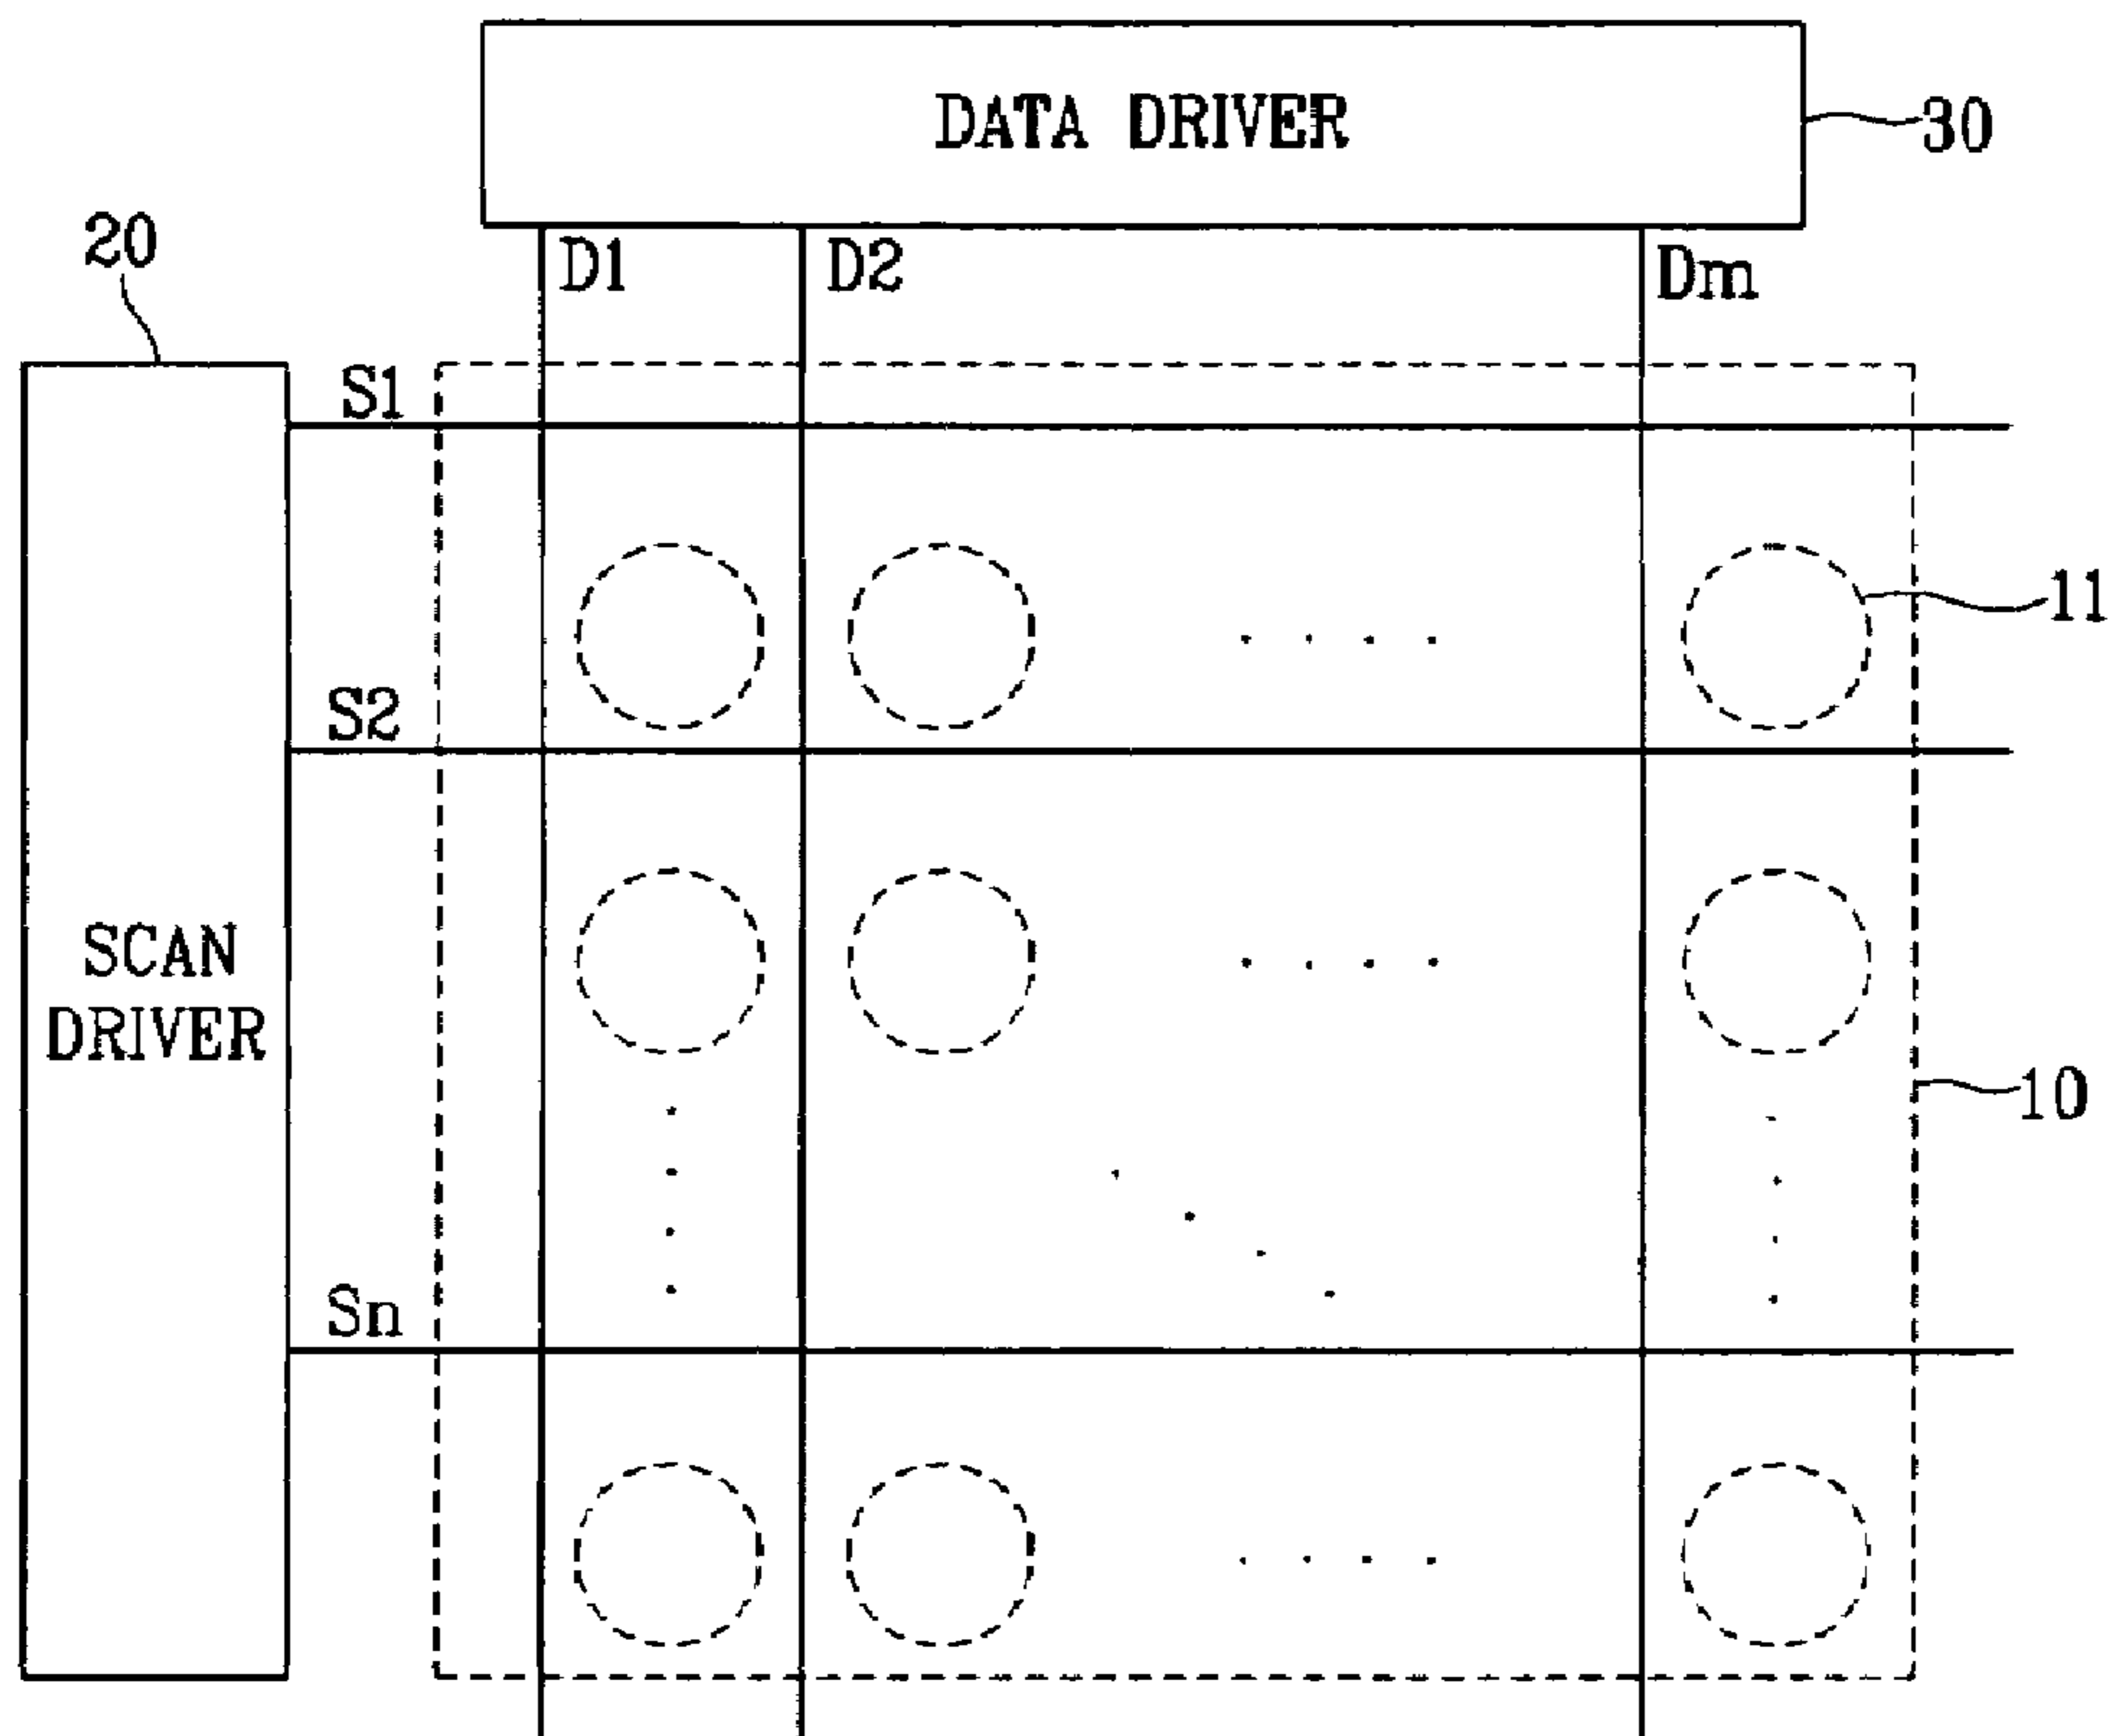 DATA DRIVER
30
20
D1
D2
Dm
S1
11
S2
SCAN
DRIVER
10
Sn